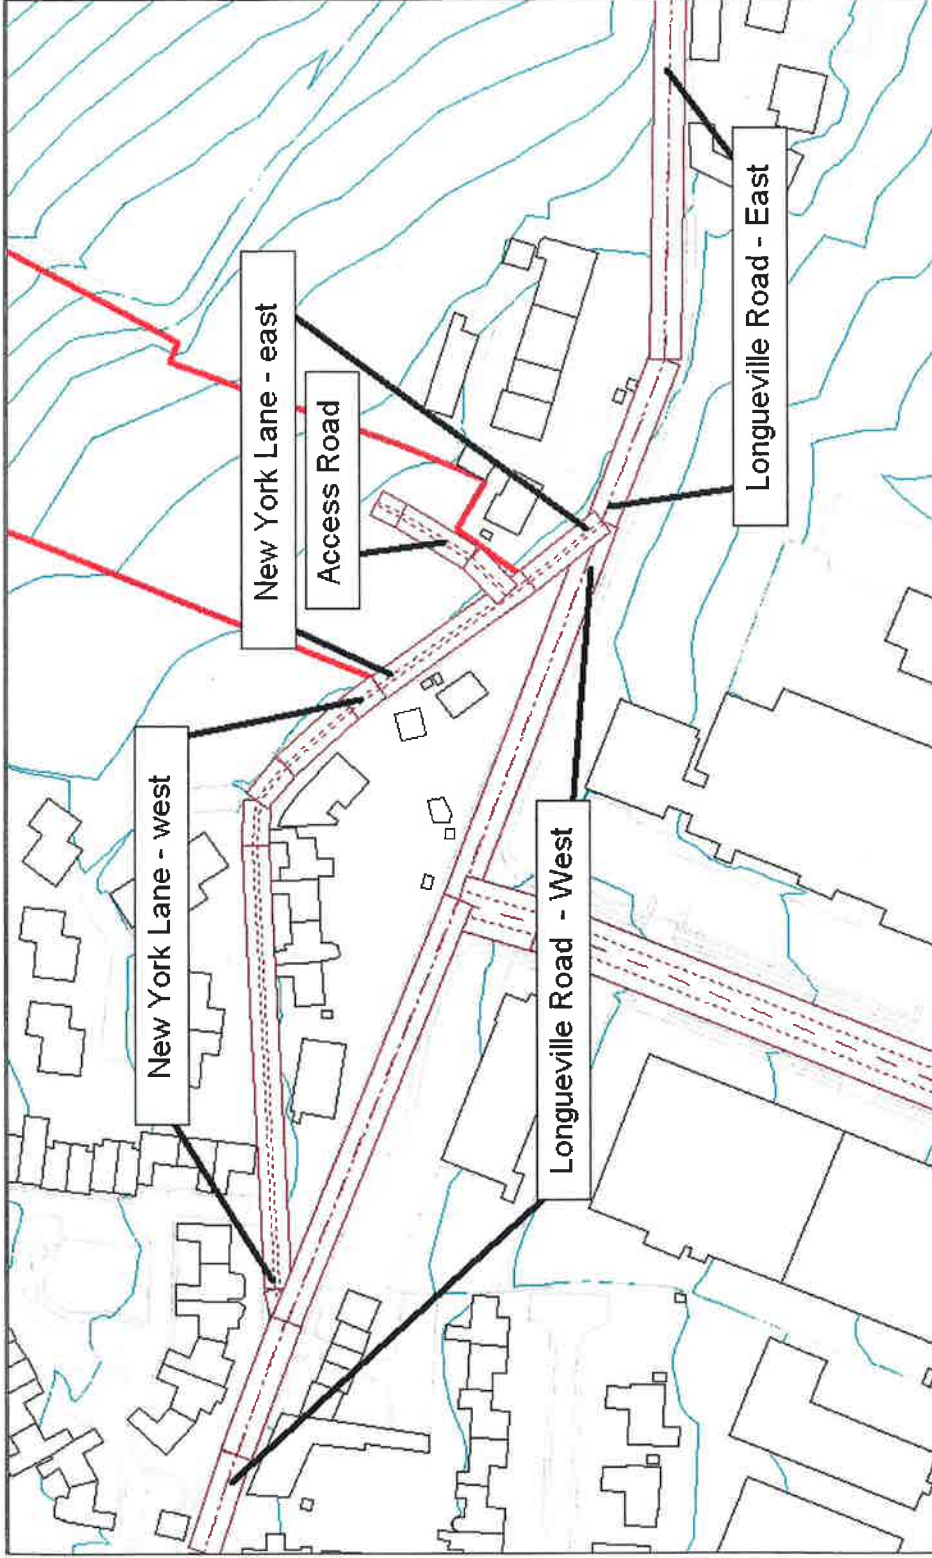 New York Lane - west
New York Lane - east
Access Road
Longueville Road - West
Longueville Road - East